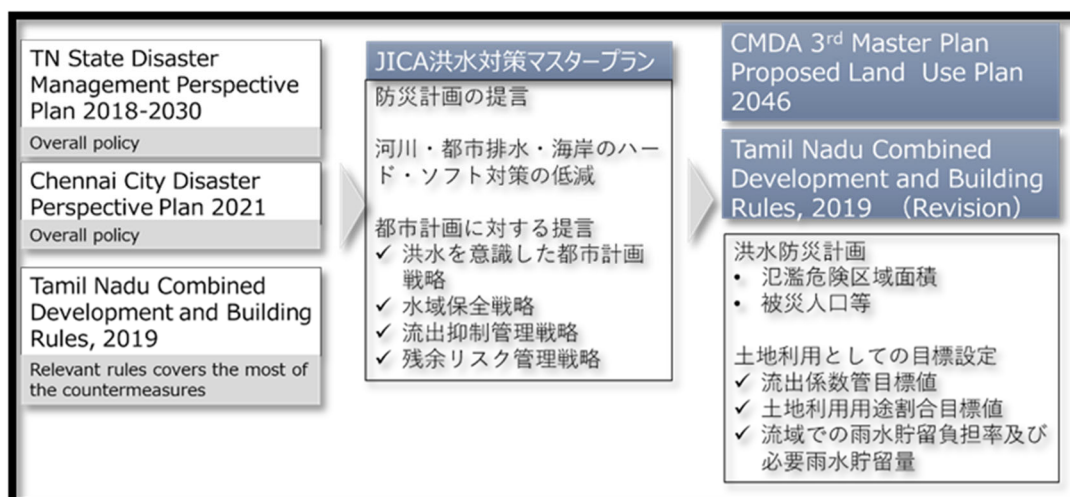 TN State Disaster
Management Perspective
Plan 2018-2030
Overall policy
Chennai City Disaster
Perspective Plan 2021
Overall policy
Tamil Nadu Combined
Development and Building
Rules, 2019
Relevant rules covers the most of
the countermeasures
JICA洪水対策マスタープラン
防災計画の提言
河川・都市排水・海岸のハー
ド・ソフト対策の低減
都市計画に対する提言
✓ 洪水を意識した都市計画
戦略
✓ 水域保全戦略
✓ 流出抑制管理戦略
✓ 残余リスク管理戦略
CMDA 3rd Master Plan
Proposed Land Use Plan
2046
Tamil Nadu Combined
Development and Building
Rules, 2019 （Revision）
洪水防災計画
• 氾濫危険区域面積
• 被災人口等
土地利用としての目標設定
✓ 流出係数管目標値
✓ 土地利用用途割合目標値
✓ 流域での雨水貯留負担率及び
必要雨水貯留量